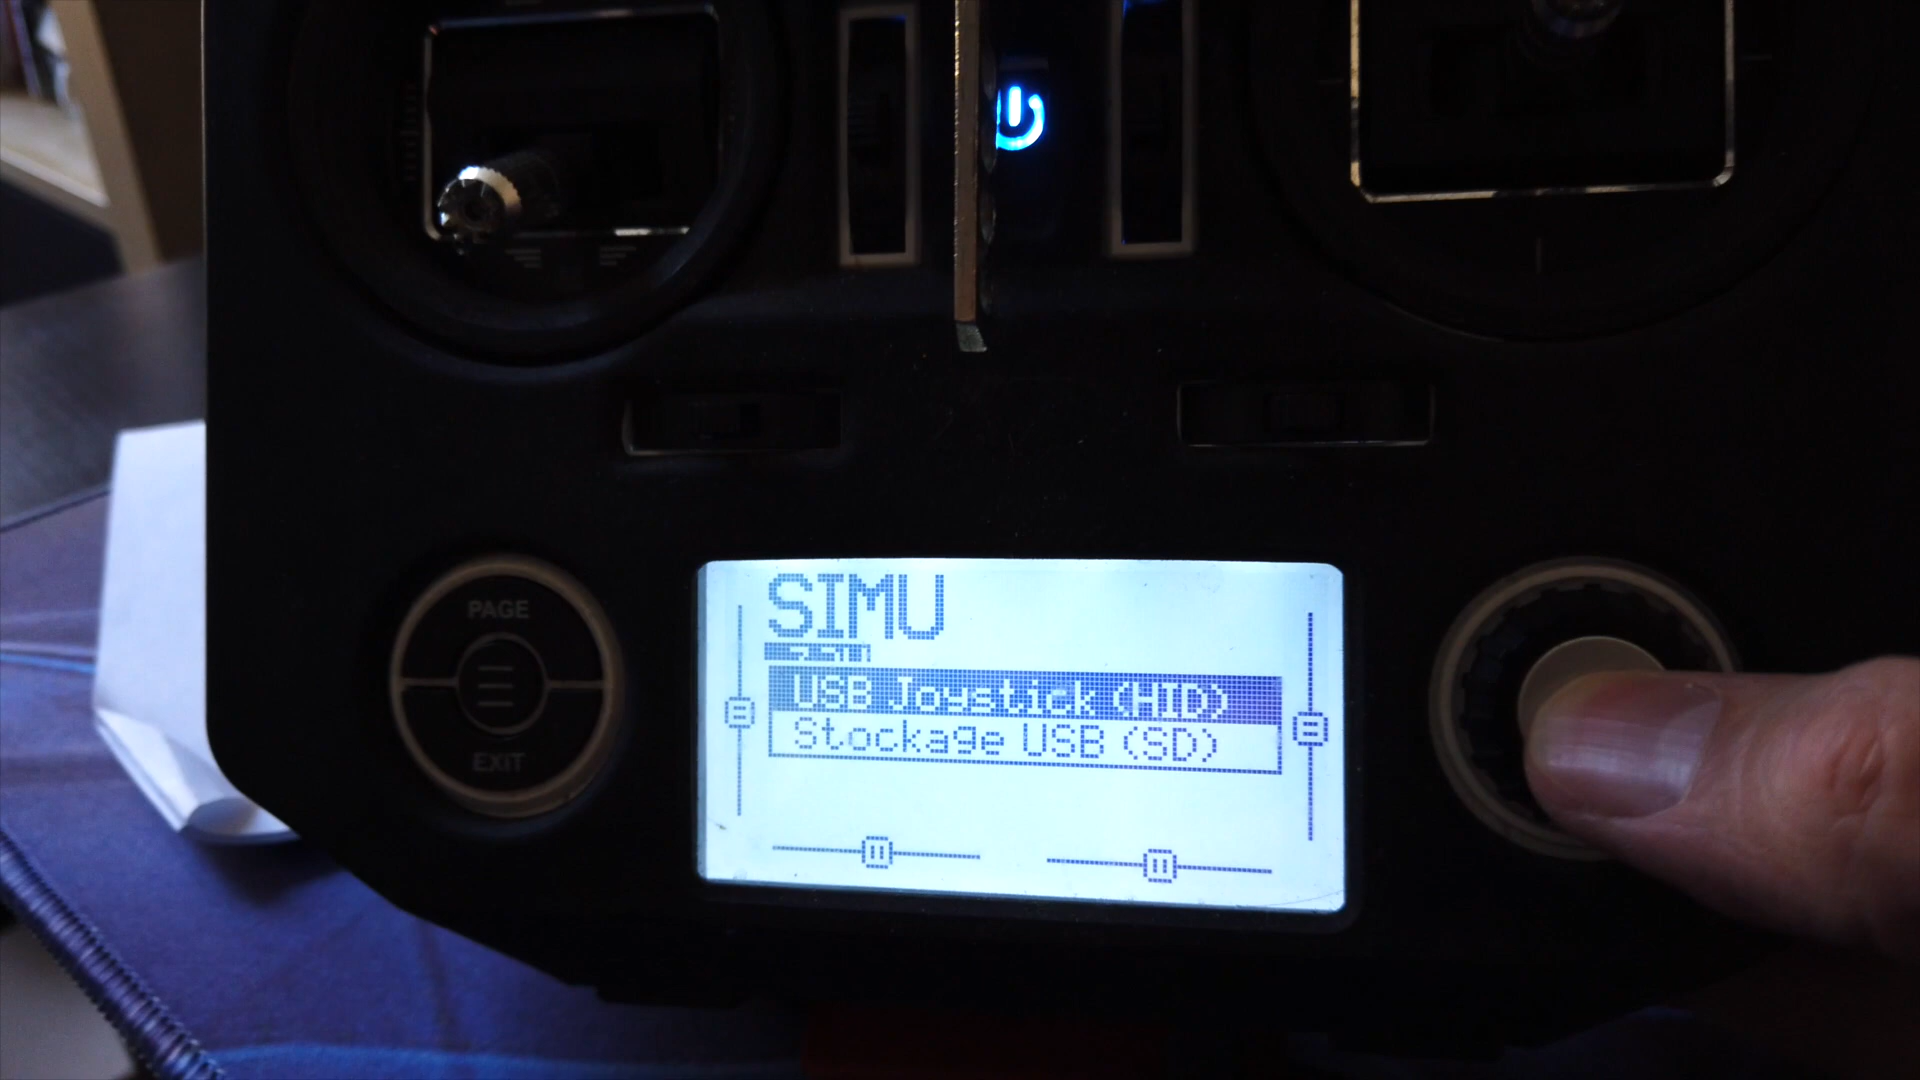 SIMU
USB Joystick (HID)
Stockage USB (SD)
PAGE
EXIT